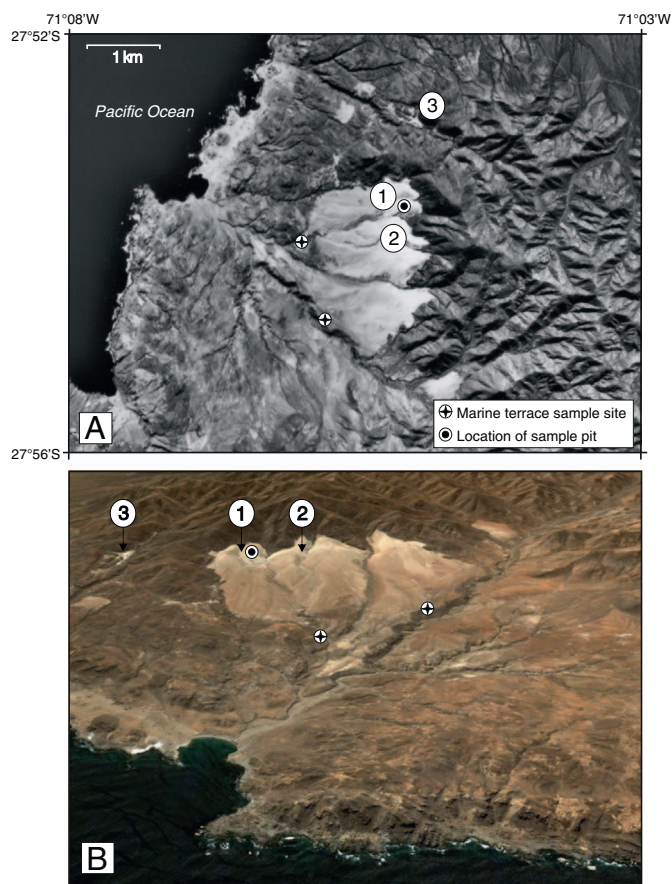 71°08'W
71°03'W
27°52'S
1 km
Pacific Ocean
3
1
2
A
Marine terrace sample site
Location of sample pit
27°56'S
3
1
2
B